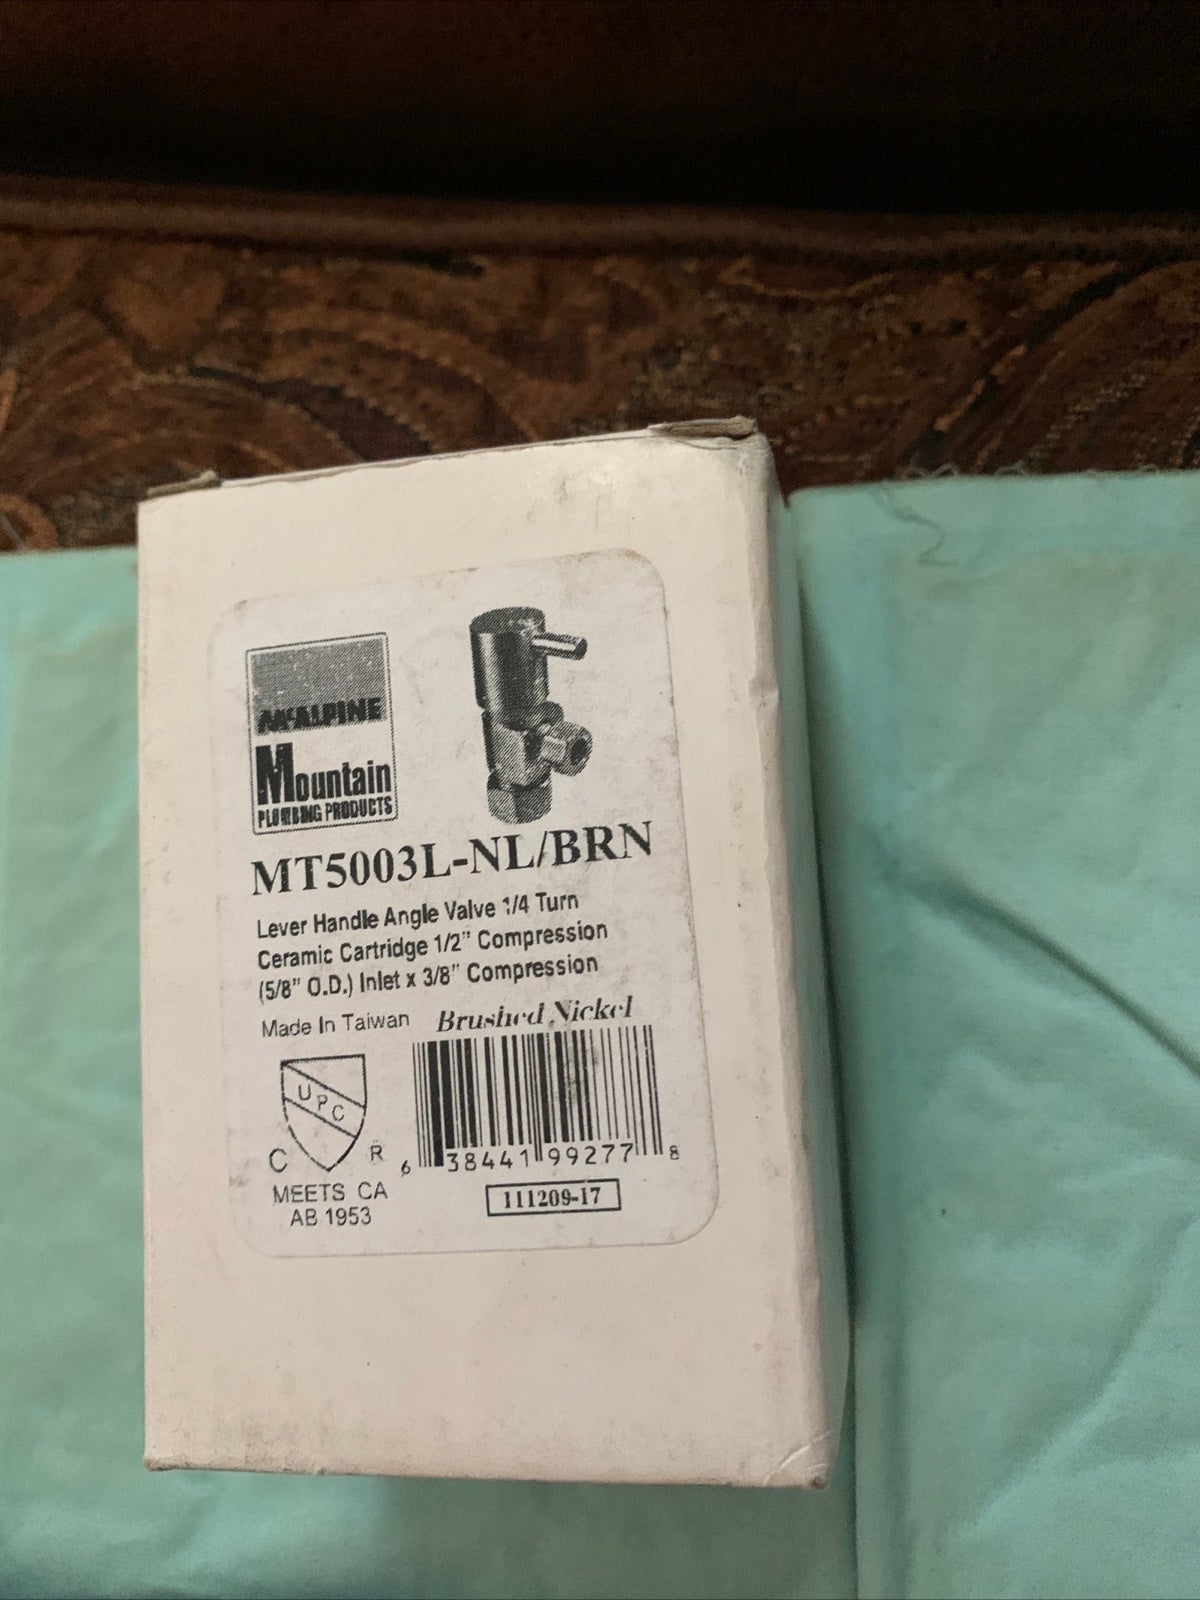 McALPINE
Mountain
PLUMBING PRODUCTS
MT5003L-NL/BRN
Lever Handle Angle Valve 1/4 Turn
Ceramic Cartridge 1/2" Compression
(5/8" O.D.) Inlet x 3/8" Compression
Made In Taiwan Brushed Nickel
UPC
C R
MEETS CA
AB 1953
6 38441 99277 8
111209-17